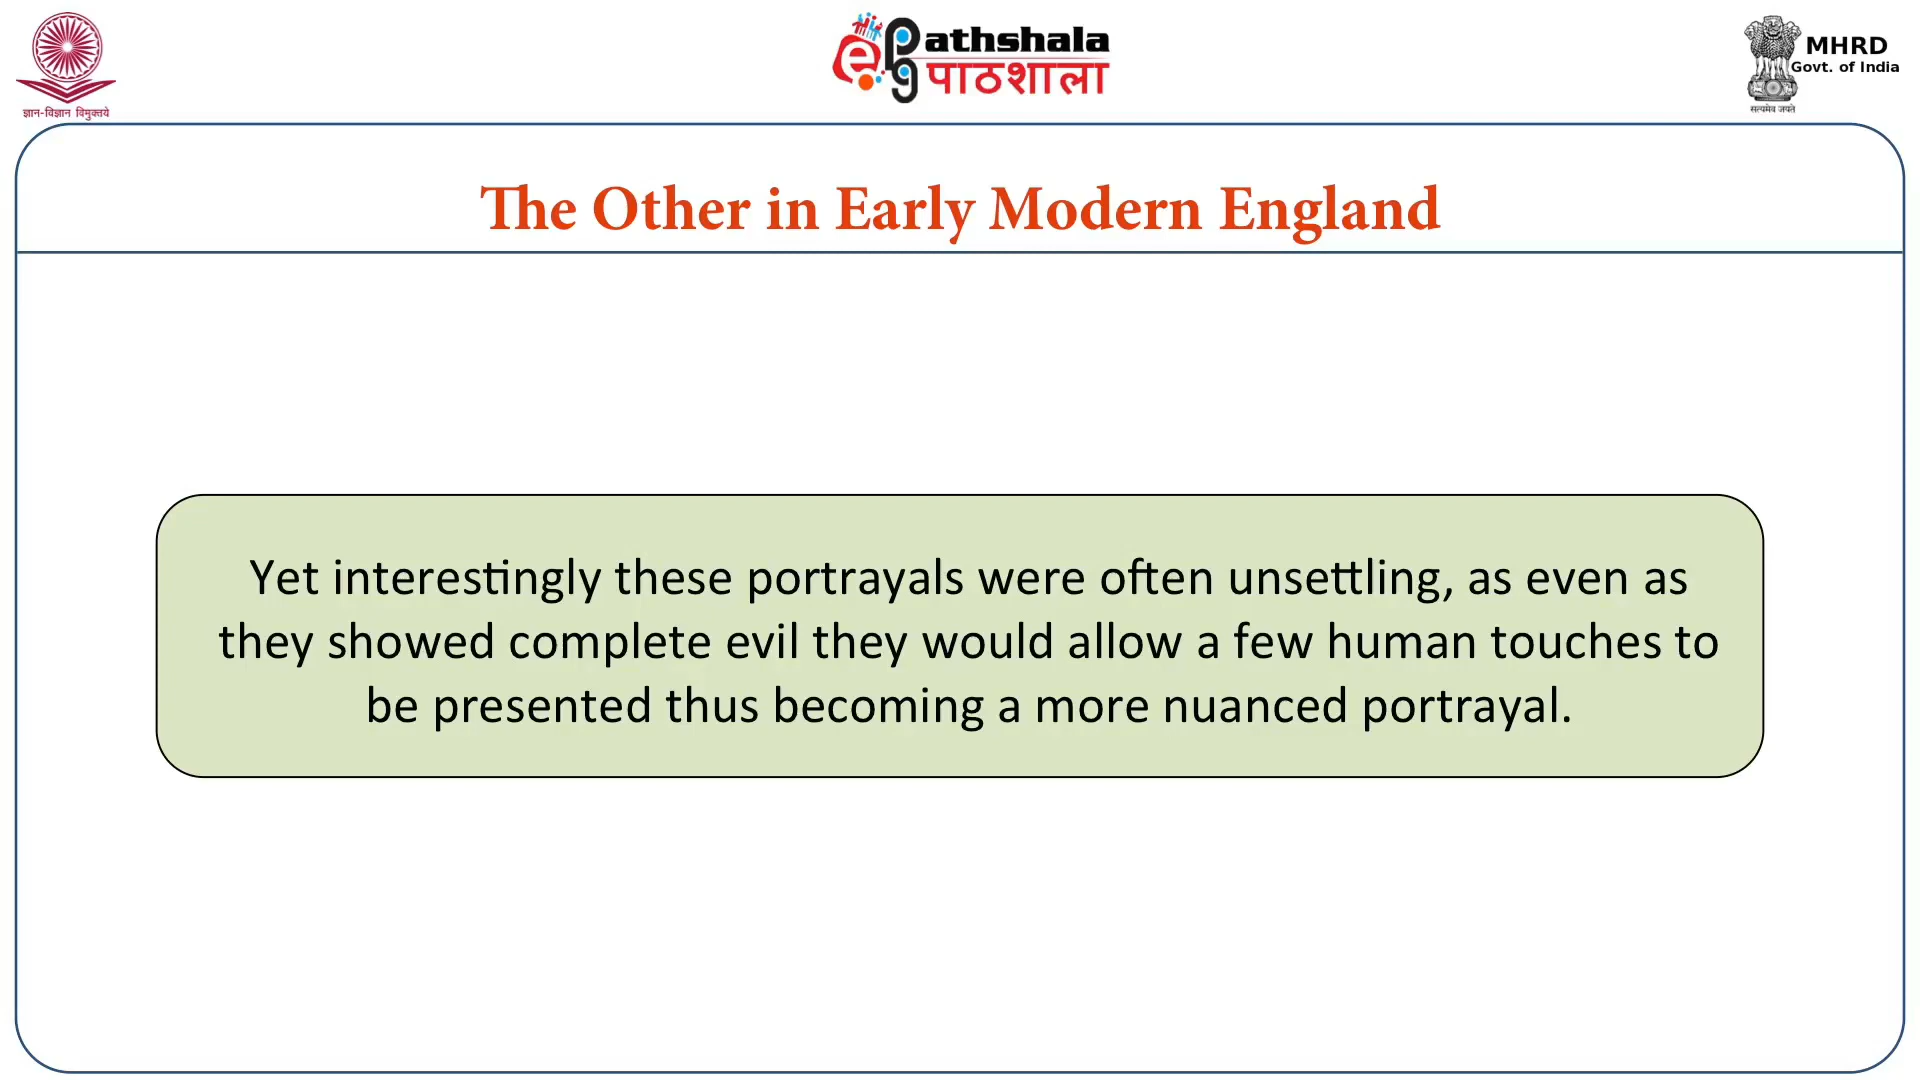 ज्ञान-विज्ञान विमुक्तये
e Pg athshala
पाठशाला
MHRD
Govt. of India
सत्यमेव जयते
The Other in Early Modern England
Yet interestingly these portrayals were often unsettling, as even as
they showed complete evil they would allow a few human touches to
be presented thus becoming a more nuanced portrayal.